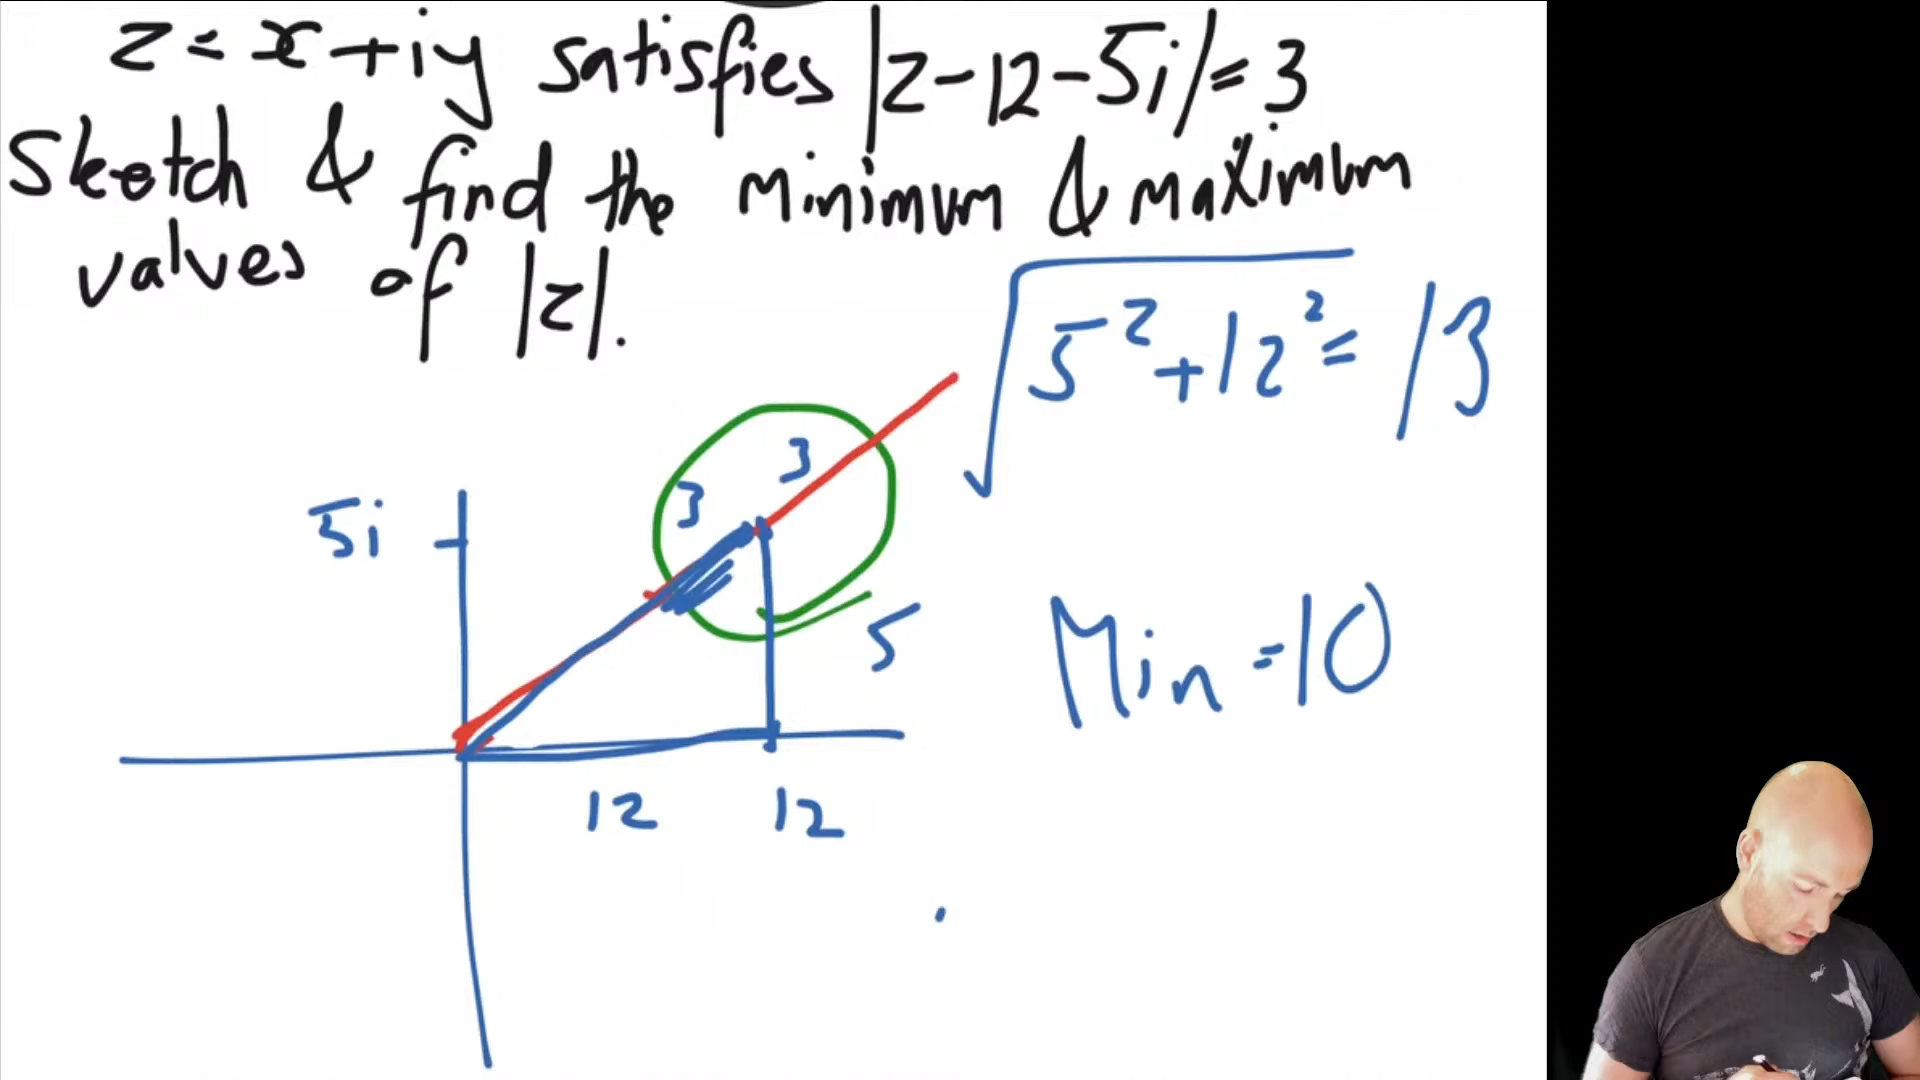 z = x + iy satisfies |z - 12 - 5i| = 3
Sketch & find the minimum & maximum
values of |z|.
√5² + 12² = 13
3
3
5i
5
Min = 10
12
12